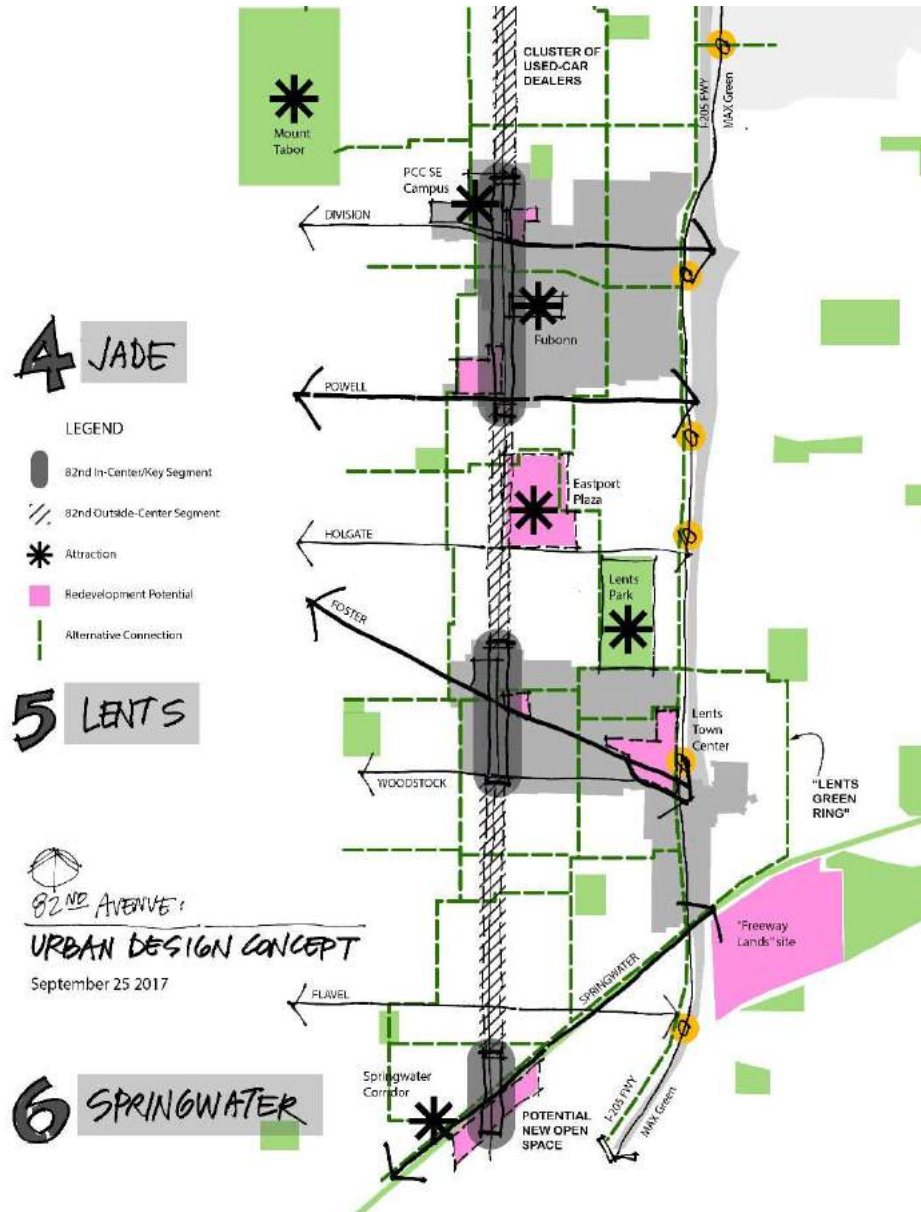 CLUSTER OF
USED-CAR
DEALERS
I-205 FWY
MAX Green
Mount
Tabor
PCC SE
Campus
DIVISION
Fubonn
4 JADE
POWELL
LEGEND
82nd In-Center/Key Segment
82nd Outside-Center Segment
Attraction
Redevelopment Potential
Alternative Connection
Eastport
Plaza
HOLGATE
Lents
Park
FOSTER
5 LENTS
Lents
Town
Center
WOODSTOCK
"LENTS
GREEN
RING"
82ND AVENUE:
URBAN DESIGN CONCEPT
September 25 2017
"Freeway
Lands" site
SPRINGWATER
FLAVEL
6 SPRINGWATER
Springwater
Corridor
POTENTIAL
NEW OPEN
SPACE
I-205 FWY
MAX Green